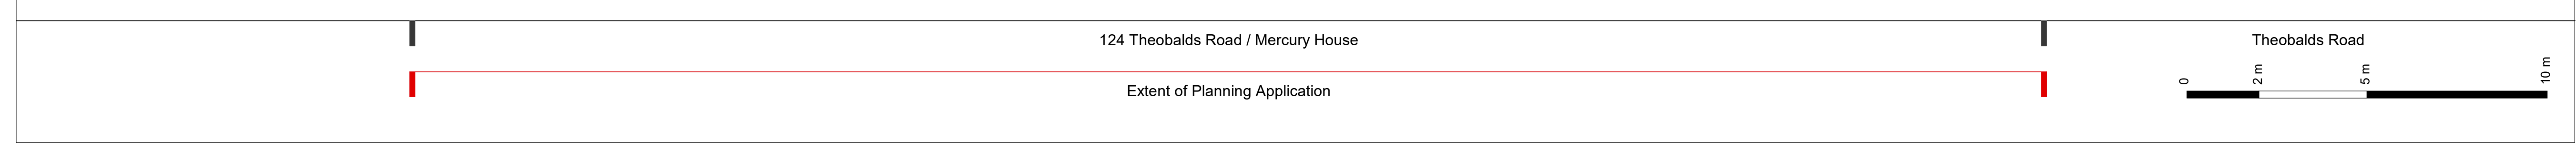 124 Theobalds Road / Mercury House
Theobalds Road
Extent of Planning Application
0
2 m
5 m
10 m